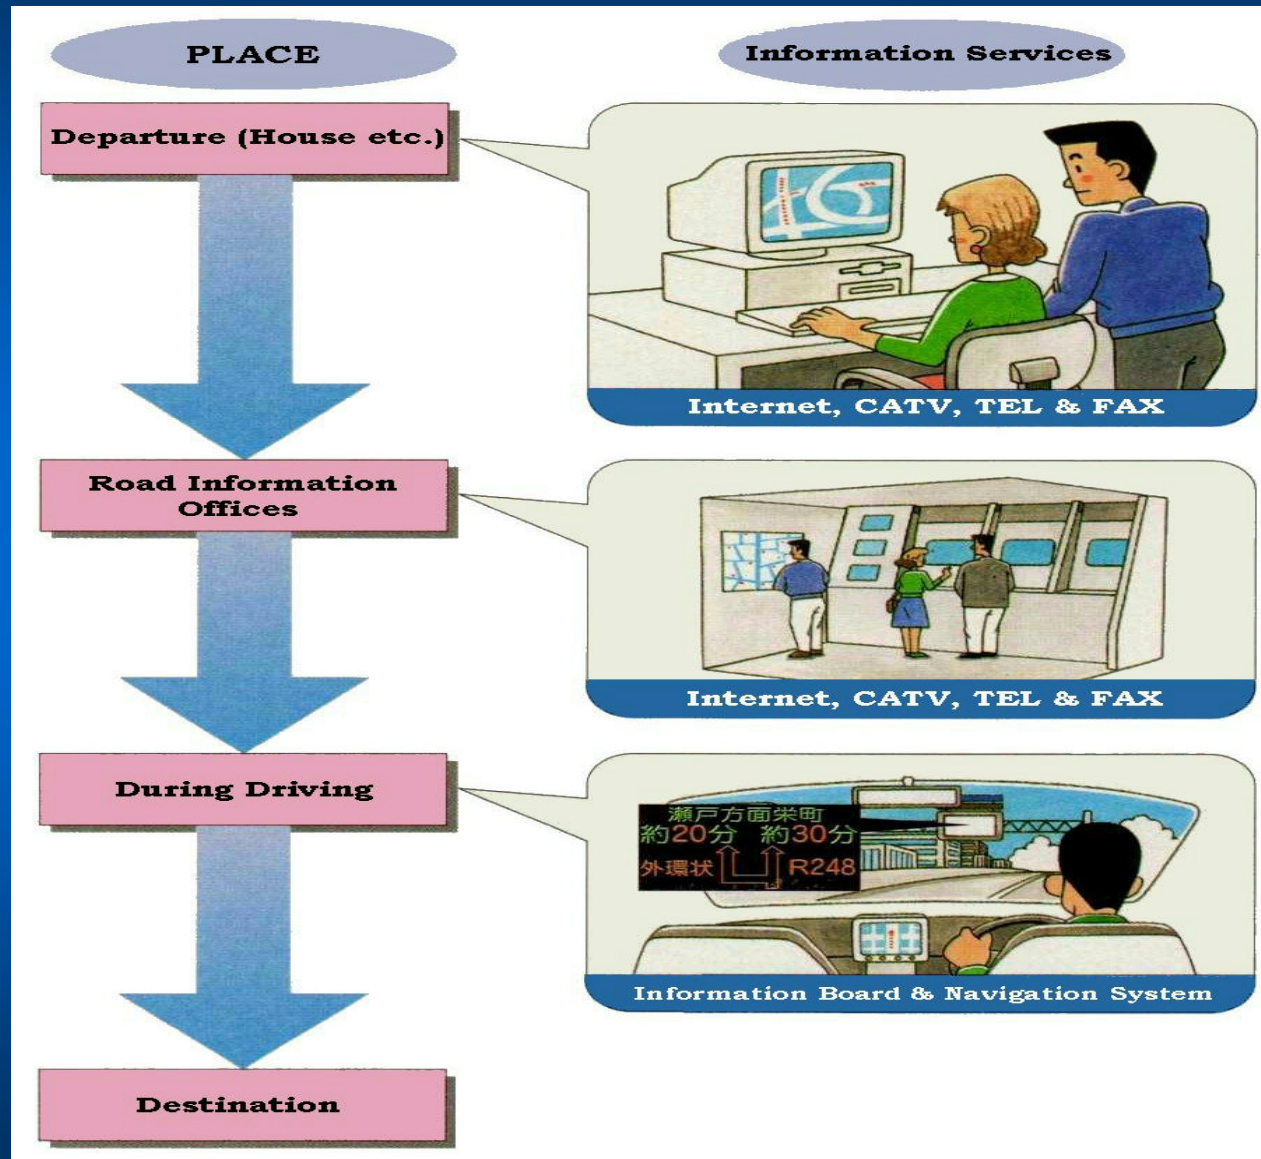 PLACE
Information Services
Departure (House etc.)
Internet, CATV, TEL & FAX
Road Information
Offices
Internet, CATV, TEL & FAX
During Driving
瀬戸方面栄町
約20分 約30分
外環状 R248
Information Board & Navigation System
Destination